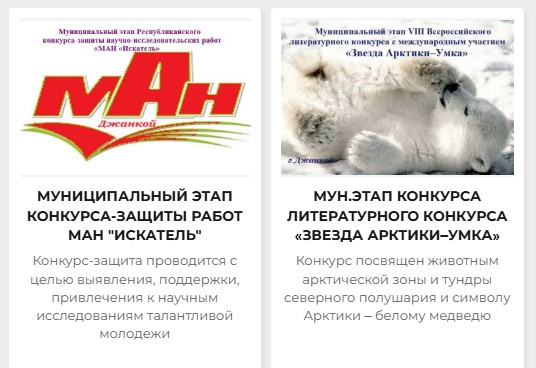 Муниципальный этап Республиканского
конкурса-защиты научно-исследовательских работ
«МАН «Искатель»
МАН
Джанкой
МУНИЦИПАЛЬНЫЙ ЭТАП
КОНКУРСА-ЗАЩИТЫ РАБОТ
МАН "ИСКАТЕЛЬ"
Конкурс-защита проводится с
целью выявления, поддержки,
привлечения к научным
исследованиям талантливой
молодежи
Муниципальный этап VIII Всероссийского
литературного конкурса с международным участием
«Звезда Арктики–Умка»
г.Джанкой
МУН.ЭТАП КОНКУРСА
ЛИТЕРАТУРНОГО КОНКУРСА
«ЗВЕЗДА АРКТИКИ–УМКА»
Конкурс посвящен животным
арктической зоны и тундры
северного полушария и символу
Арктики – белому медведю